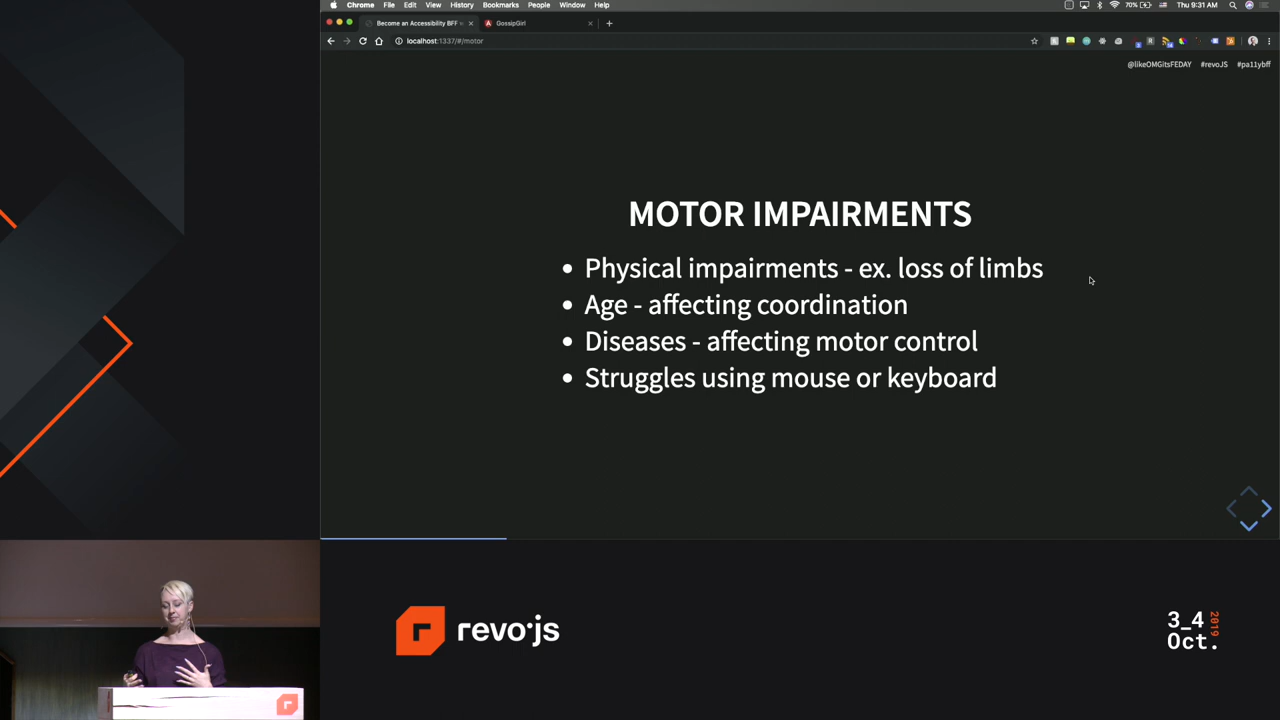 Chrome File Edit View History Bookmarks People Window Help
70% Thu 9:31 AM
Become an Accessibility BFF
GossipGirl
localhost:1337/#/motor
@likeOMGitsFEDAY #revoJS #pa11ybff
MOTOR IMPAIRMENTS
Physical impairments - ex. loss of limbs
Age - affecting coordination
Diseases - affecting motor control
Struggles using mouse or keyboard
r revo·js
3_4 2019
Oct.
r